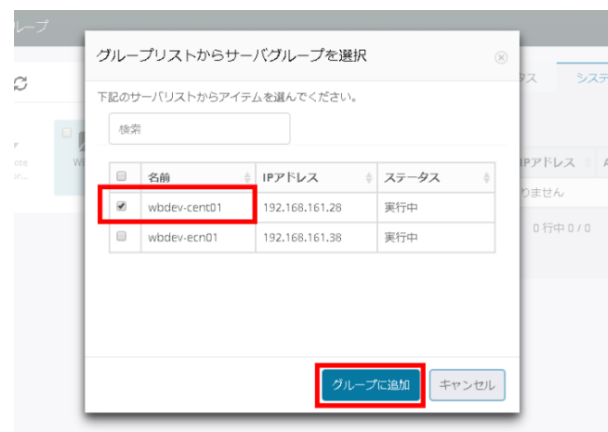 ループ
グループリストからサーバグループを選択
下記のサーバリストからアイテムを選んでください。
検索
名前 IPアドレス ステータス
wbdev-cent01 192.168.161.28 実行中
wbdev-ecn01 192.168.161.38 実行中
グループに追加 キャンセル
タス システ
IPアドレス
りません
0 行中 0 / 0